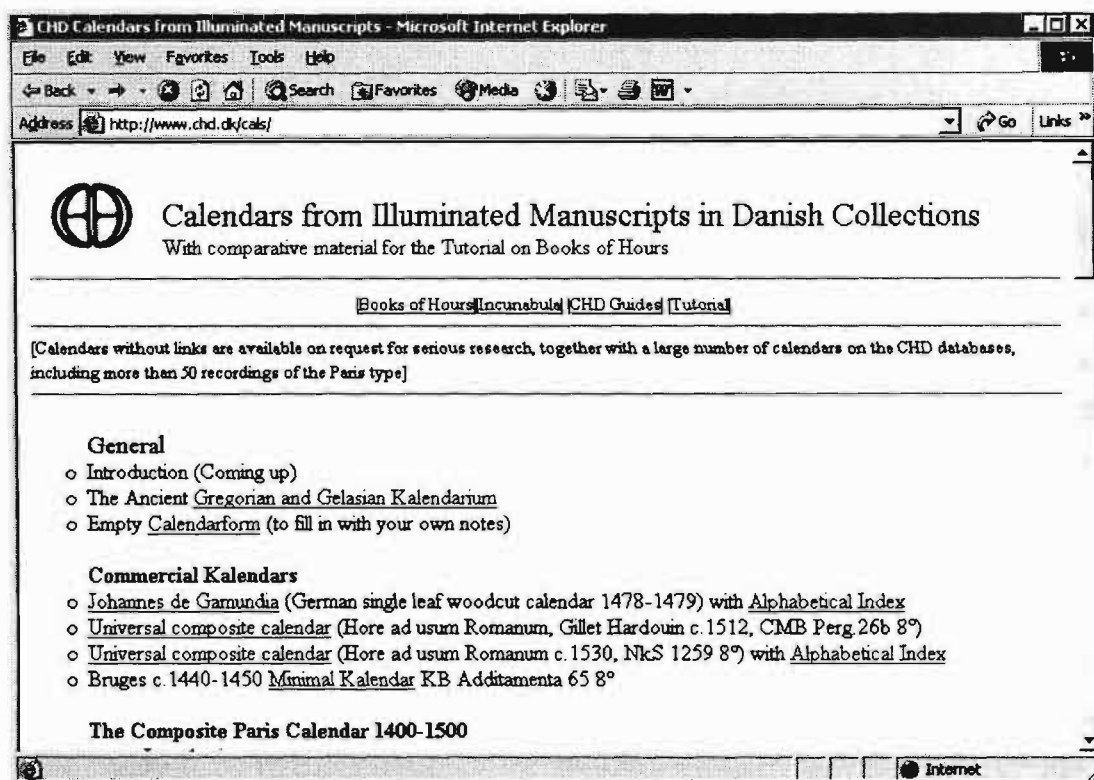 CHD Calendars from Illuminated Manuscripts - Microsoft Internet Explorer
File Edit View Favorites Tools Help
Back Search Favorites Media
Address http://www.chd.dk/cals/ Go Links »
Calendars from Illuminated Manuscripts in Danish Collections
With comparative material for the Tutorial on Books of Hours
|Books of Hours|Incunabula| |CHD Guides| |Tutorial|
[Calendars without links are available on request for serious research, together with a large number of calendars on the CHD databases,
including more than 50 recordings of the Paris type]
General
o Introduction (Coming up)
o The Ancient Gregorian and Gelasian Kalendarium
o Empty Calendarform (to fill in with your own notes)
Commercial Kalendars
o Johannes de Gamundia (German single leaf woodcut calendar 1478-1479) with Alphabetical Index
o Universal composite calendar (Hore ad usum Romanum, Gillet Hardouin c.1512, CMB Perg.26b 8º)
o Universal composite calendar (Hore ad usum Romanum c.1530, NkS 1259 8º) with Alphabetical Index
o Bruges c.1440-1450 Minimal Kalendar KB Additamenta 65 8º
The Composite Paris Calendar 1400-1500
Internet